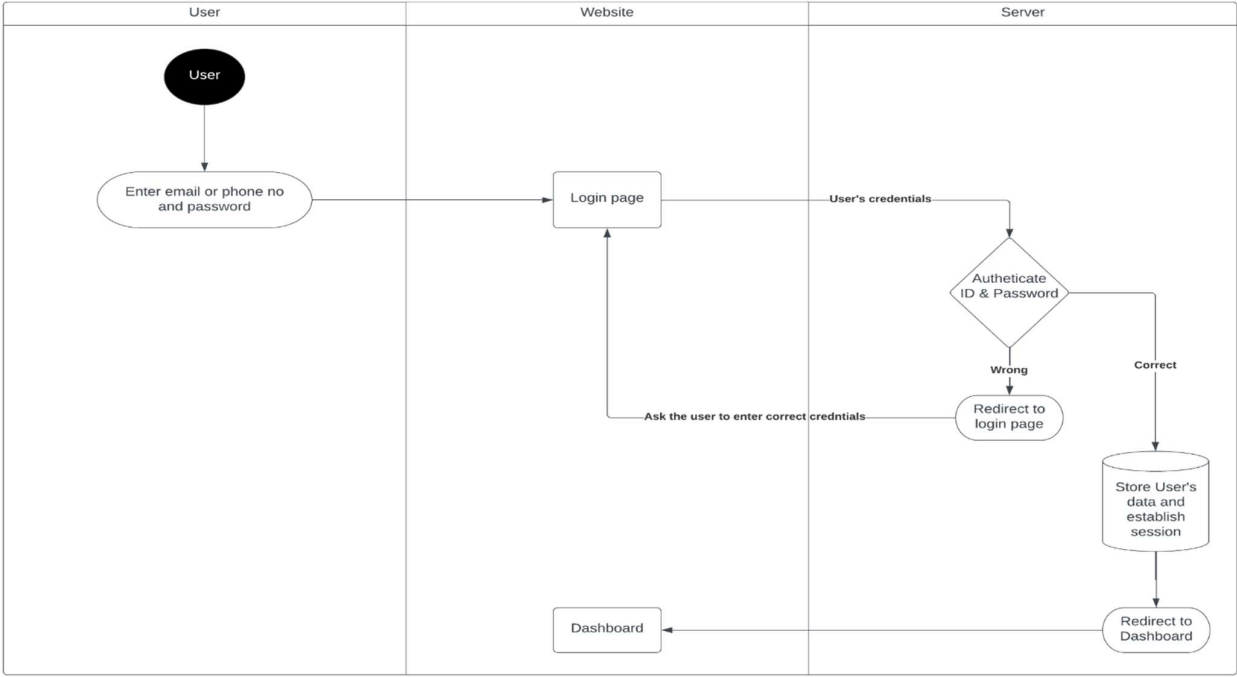 User
Website
Server
User
Enter email or phone no
and password
Login page
User's credentials
Autheticate
ID & Password
Wrong
Correct
Redirect to
login page
Ask the user to enter correct credntials
Store User's
data and
establish
session
Redirect to
Dashboard
Dashboard